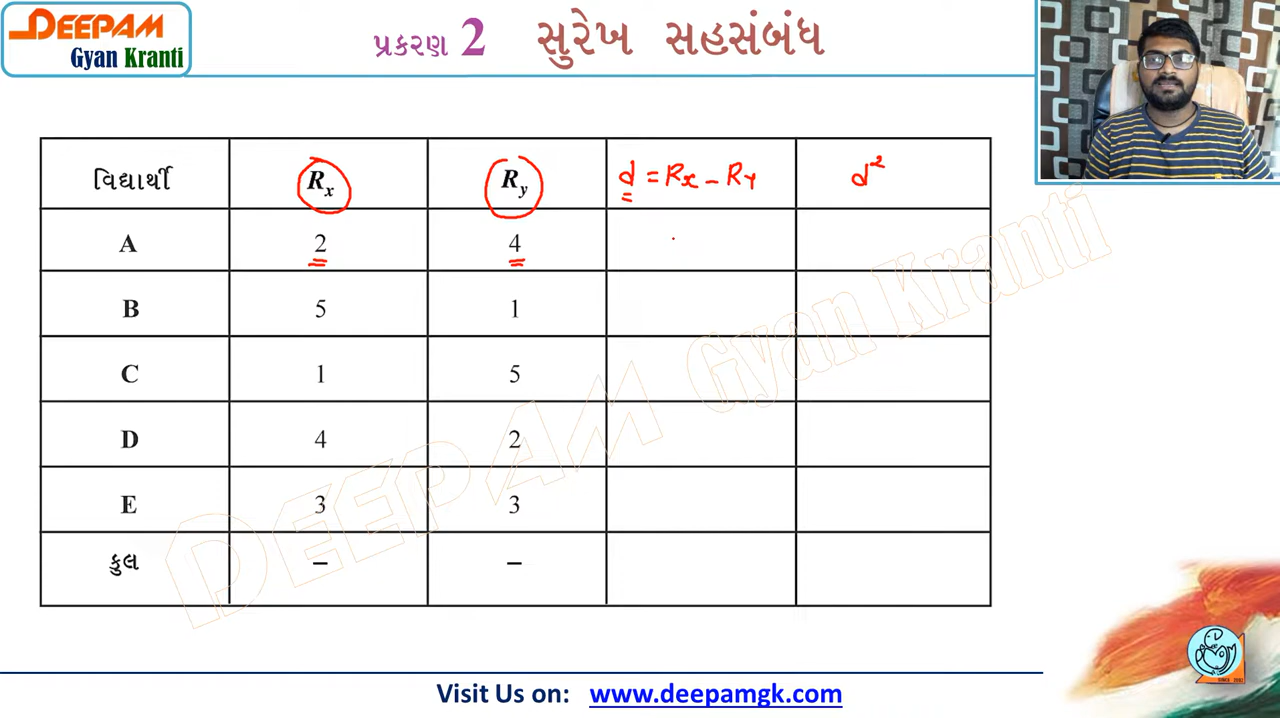 DEEPAM
Gyan Kranti
પ્રકરણ 2 સુરેખ સહસંબંધ
વિદ્યાર્થી Rx Ry d = Rx - Ry d²
A 2 4
B 5 1
C 1 5
D 4 2
E 3 3
કુલ – –
DEEPAM Gyan Kranti
Visit Us on: www.deepamgk.com